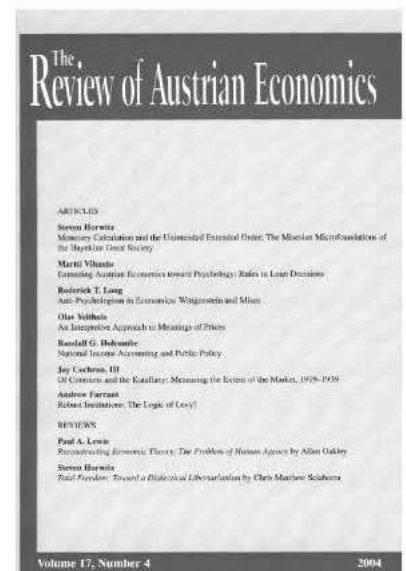 The
Review of Austrian Economics
ARTICLES
Steven Horwitz
Monetary Calculation and the Unintended Extended Order: The Misesian Microfoundations of
the Hayekian Great Society
Martti Vihanto
Extending Austrian Economics toward Psychology: Rules in Loan Decisions
Roderick T. Long
Anti-Psychologism in Economics: Wittgenstein and Mises
Olav Velthuis
An Interpretive Approach to Meanings of Prices
Randall G. Holcombe
National Income Accounting and Public Policy
Jay Cochran, III
Of Contracts and the Katallaxy: Measuring the Extent of the Market, 1919–1939
Andrew Farrant
Robust Institutions: The Logic of Levy?
REVIEWS
Paul A. Lewis
Reconstructing Economic Theory: The Problem of Human Agency by Allen Oakley
Steven Horwitz
Total Freedom: Toward a Dialectical Libertarianism by Chris Matthew Sciabarra
Volume 17, Number 4
2004